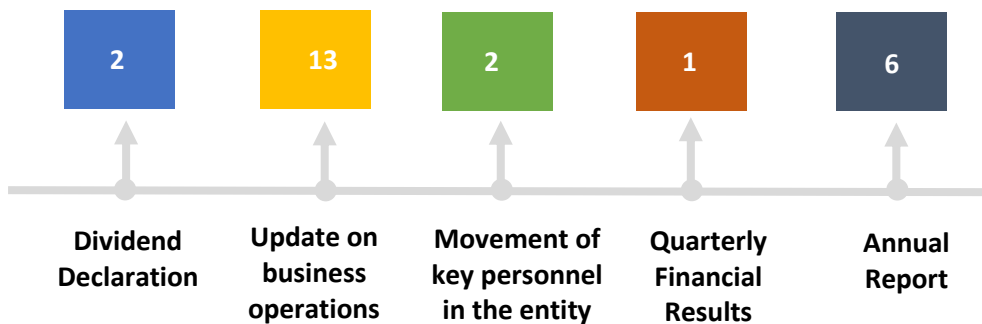 2
13
2
1
6
Dividend
Declaration
Update on
business
operations
Movement of
key personnel
in the entity
Quarterly
Financial
Results
Annual
Report